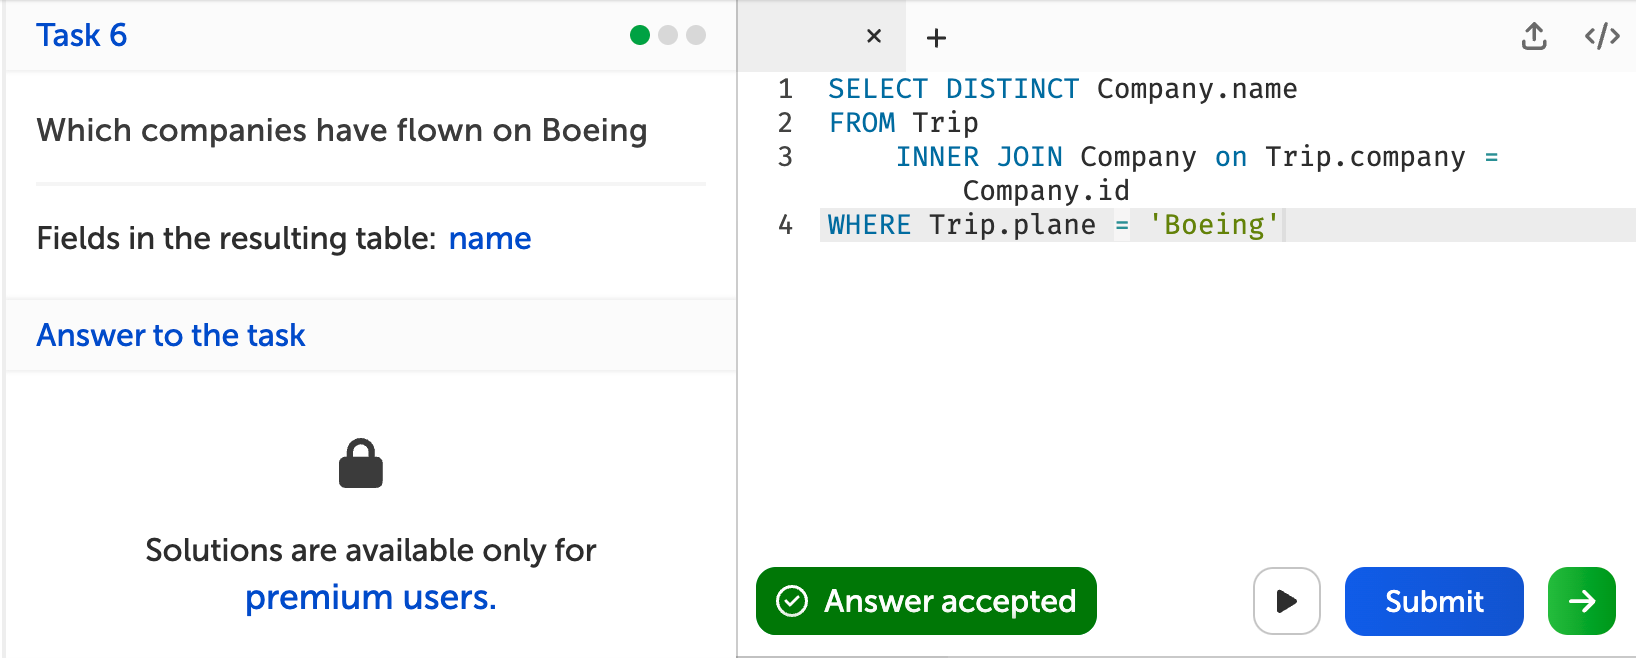 Task 6
Which companies have flown on Boeing
Fields in the resulting table: name
Answer to the task
Solutions are available only for
premium users.
1 SELECT DISTINCT Company.name
2 FROM Trip
3 INNER JOIN Company on Trip.company =
Company.id
4 WHERE Trip.plane = 'Boeing'
Answer accepted
Submit